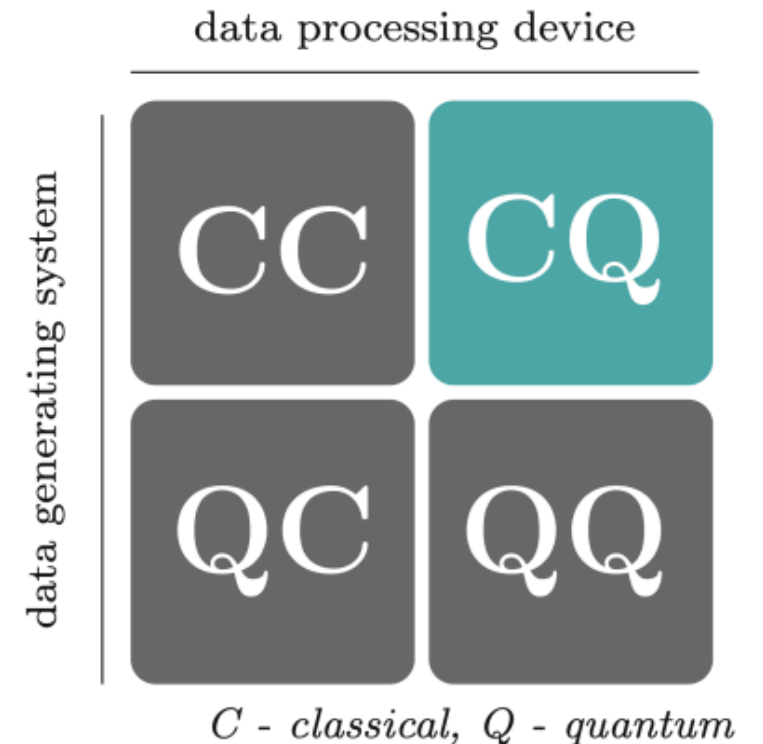 data processing device
data generating system
CC CQ
QC QQ
C - classical, Q - quantum